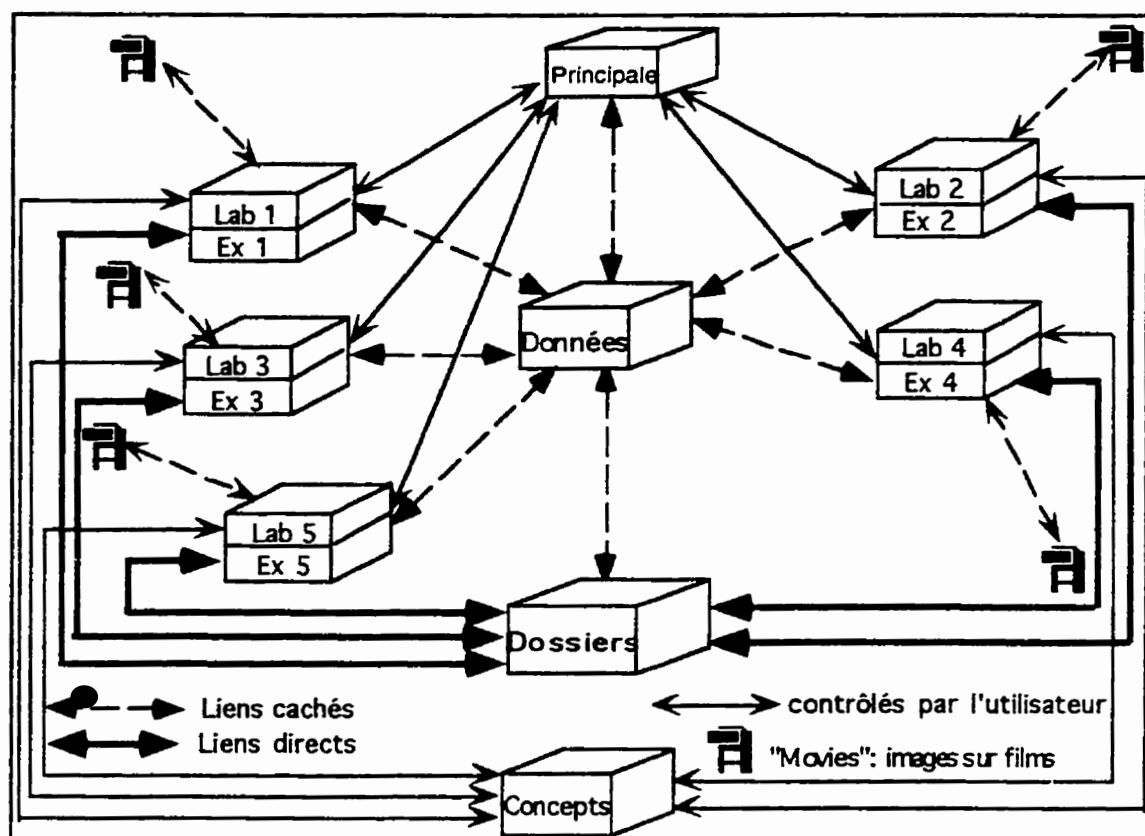 Principale
Lab 1
Ex 1
Lab 2
Ex 2
Données
Lab 3
Ex 3
Lab 4
Ex 4
Lab 5
Ex 5
Dossiers
Liens cachés
contrôlés par l'utilisateur
Liens directs
"Movies": images sur films
Concepts